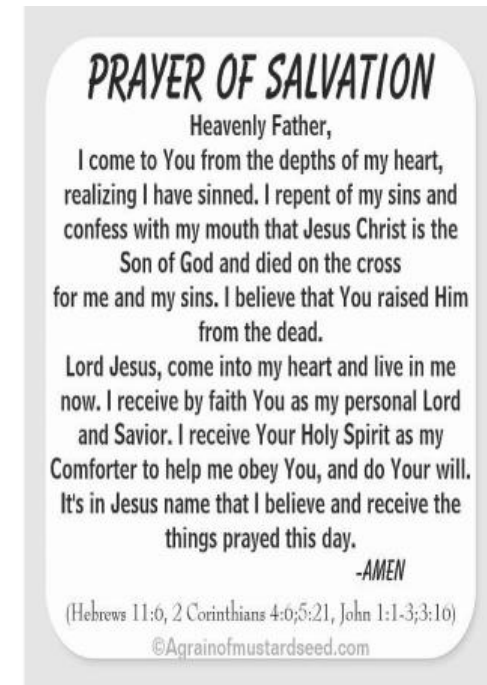 PRAYER OF SALVATION
Heavenly Father,
I come to You from the depths of my heart,
realizing I have sinned. I repent of my sins and
confess with my mouth that Jesus Christ is the
Son of God and died on the cross
for me and my sins. I believe that You raised Him
from the dead.
Lord Jesus, come into my heart and live in me
now. I receive by faith You as my personal Lord
and Savior. I receive Your Holy Spirit as my
Comforter to help me obey You, and do Your will.
It's in Jesus name that I believe and receive the
things prayed this day.
-AMEN
(Hebrews 11:6, 2 Corinthians 4:6;5:21, John 1:1-3;3:16)
©Agrainofmustardseed.com